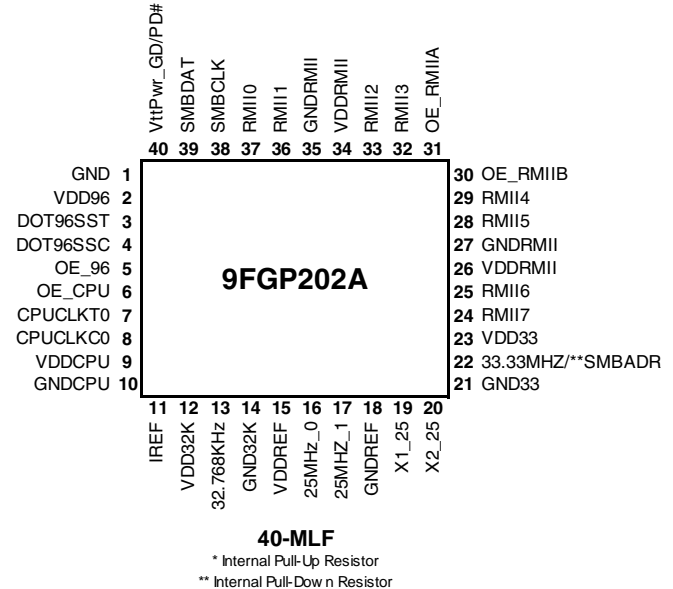 VttPwr_GD/PD#
SMBDAT
SMBCLK
RMII0
RMII1
GNDRMII
VDDRMII
RMII2
RMII3
OE_RMIIA
40 39 38 37 36 35 34 33 32 31
GND 1
VDD96 2
DOT96SST 3
DOT96SSC 4
OE_96 5
OE_CPU 6
CPUCLKT0 7
CPUCLKC0 8
VDDCPU 9
GNDCPU 10
9FGP202A
30 OE_RMIIB
29 RMII4
28 RMII5
27 GNDRMII
26 VDDRMII
25 RMII6
24 RMII7
23 VDD33
22 33.33MHZ/**SMBADR
21 GND33
11 12 13 14 15 16 17 18 19 20
IREF
VDD32K
32.768KHz
GND32K
VDDREF
25MHz_0
25MHZ_1
GNDREF
X1_25
X2_25
40-MLF
* Internal Pull-Up Resistor
** Internal Pull-Down Resistor